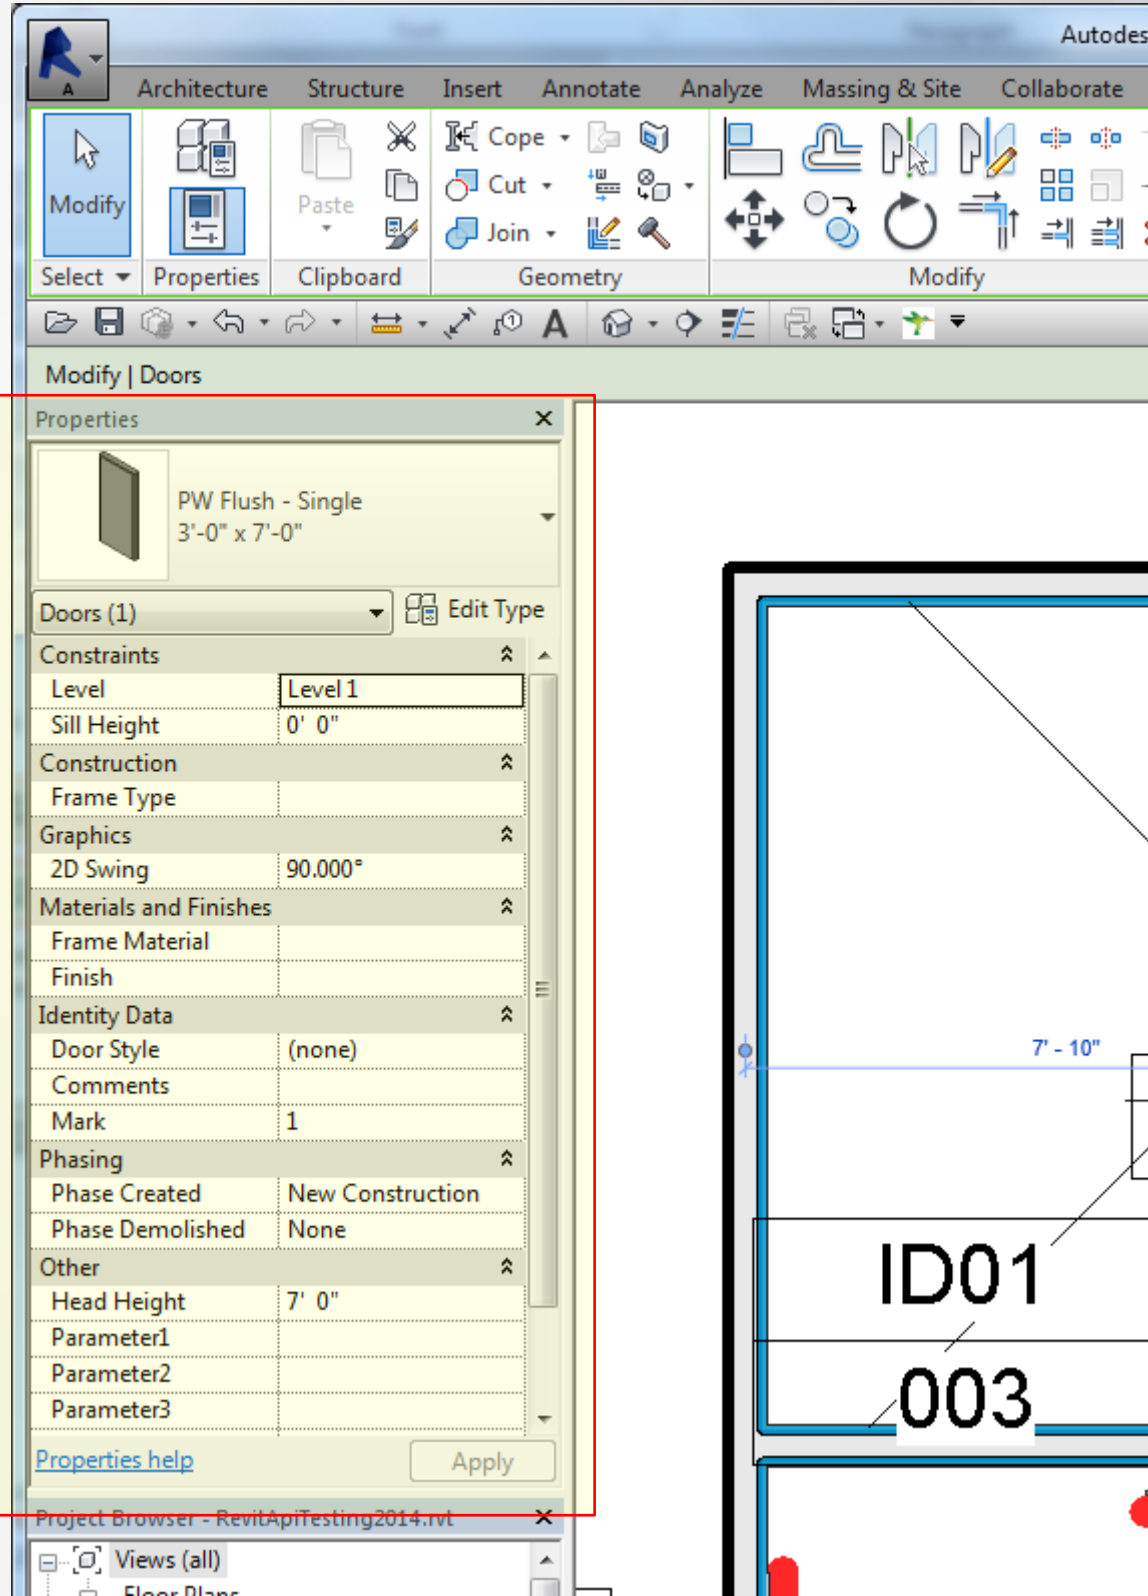 Autodes
A
Architecture Structure Insert Annotate Analyze Massing & Site Collaborate
Modify
Paste
Cope
Cut
Join
Select Properties Clipboard Geometry Modify
A
Modify | Doors
Properties
PW Flush - Single
3'-0" x 7'-0"
Doors (1) Edit Type
Constraints
Level Level 1
Sill Height 0' 0"
Construction
Frame Type
Graphics
2D Swing 90.000°
Materials and Finishes
Frame Material
Finish
Identity Data
Door Style (none)
Comments
Mark 1
Phasing
Phase Created New Construction
Phase Demolished None
Other
Head Height 7' 0"
Parameter1
Parameter2
Parameter3
Properties help Apply
Project Browser - RevitApiTesting2014.rvt
Views (all)
Floor Plans
7' - 10"
ID01
003